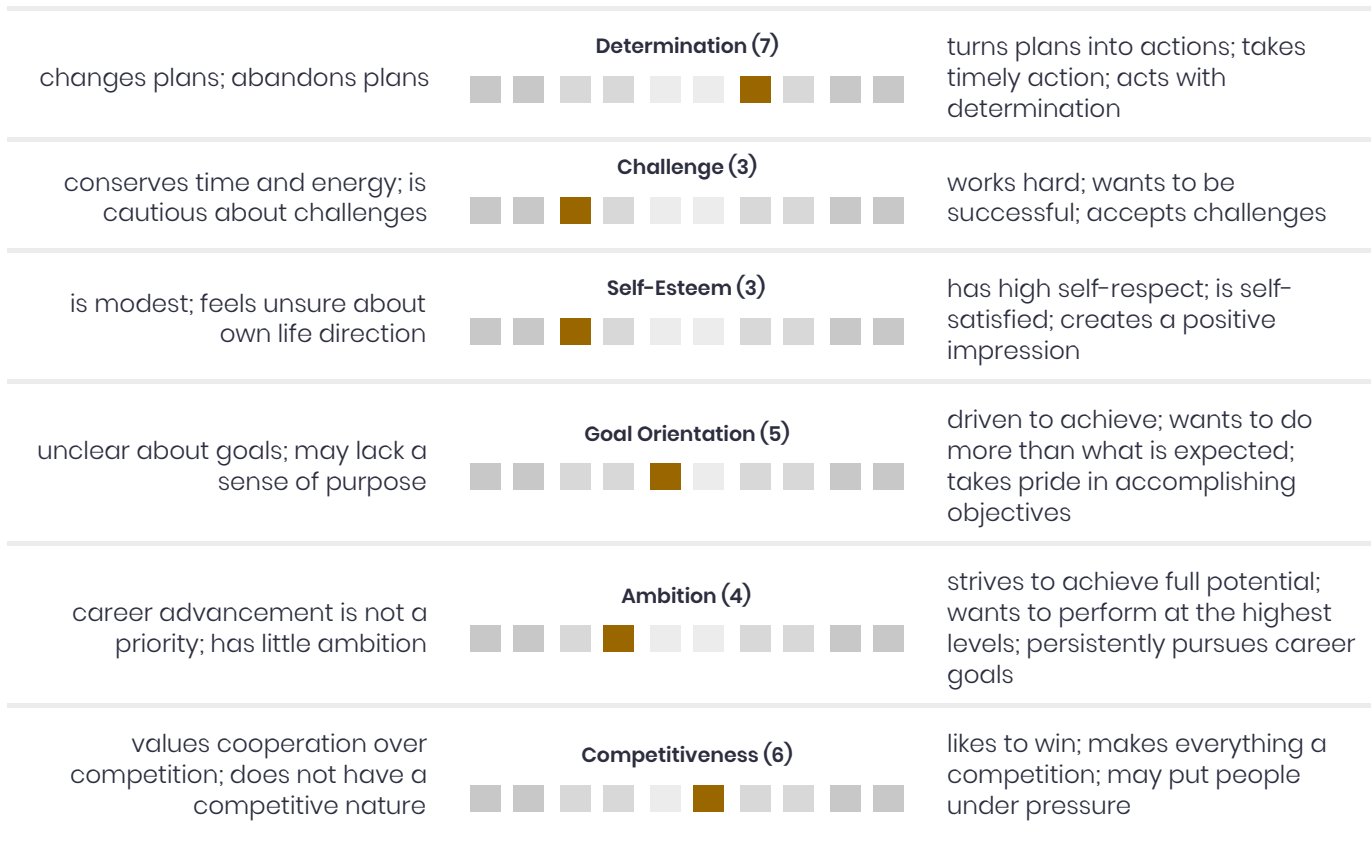 Determination (7)
changes plans; abandons plans
turns plans into actions; takes
timely action; acts with
determination
Challenge (3)
conserves time and energy; is
cautious about challenges
works hard; wants to be
successful; accepts challenges
Self-Esteem (3)
is modest; feels unsure about
own life direction
has high self-respect; is self-
satisfied; creates a positive
impression
Goal Orientation (5)
unclear about goals; may lack a
sense of purpose
driven to achieve; wants to do
more than what is expected;
takes pride in accomplishing
objectives
Ambition (4)
career advancement is not a
priority; has little ambition
strives to achieve full potential;
wants to perform at the highest
levels; persistently pursues career
goals
Competitiveness (6)
values cooperation over
competition; does not have a
competitive nature
likes to win; makes everything a
competition; may put people
under pressure